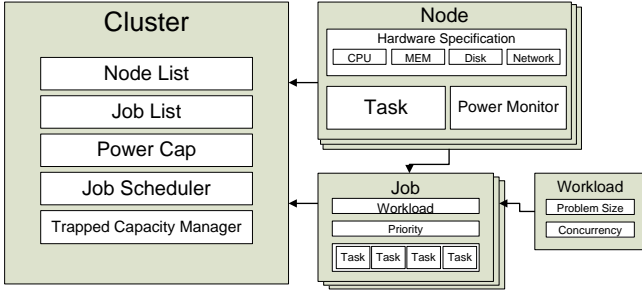 Cluster
Node List
Job List
Power Cap
Job Scheduler
Trapped Capacity Manager
Node
Hardware Specification
CPU MEM Disk Network
Task Power Monitor
Job
Workload
Priority
Task Task Task Task
Workload
Problem Size
Concurrency